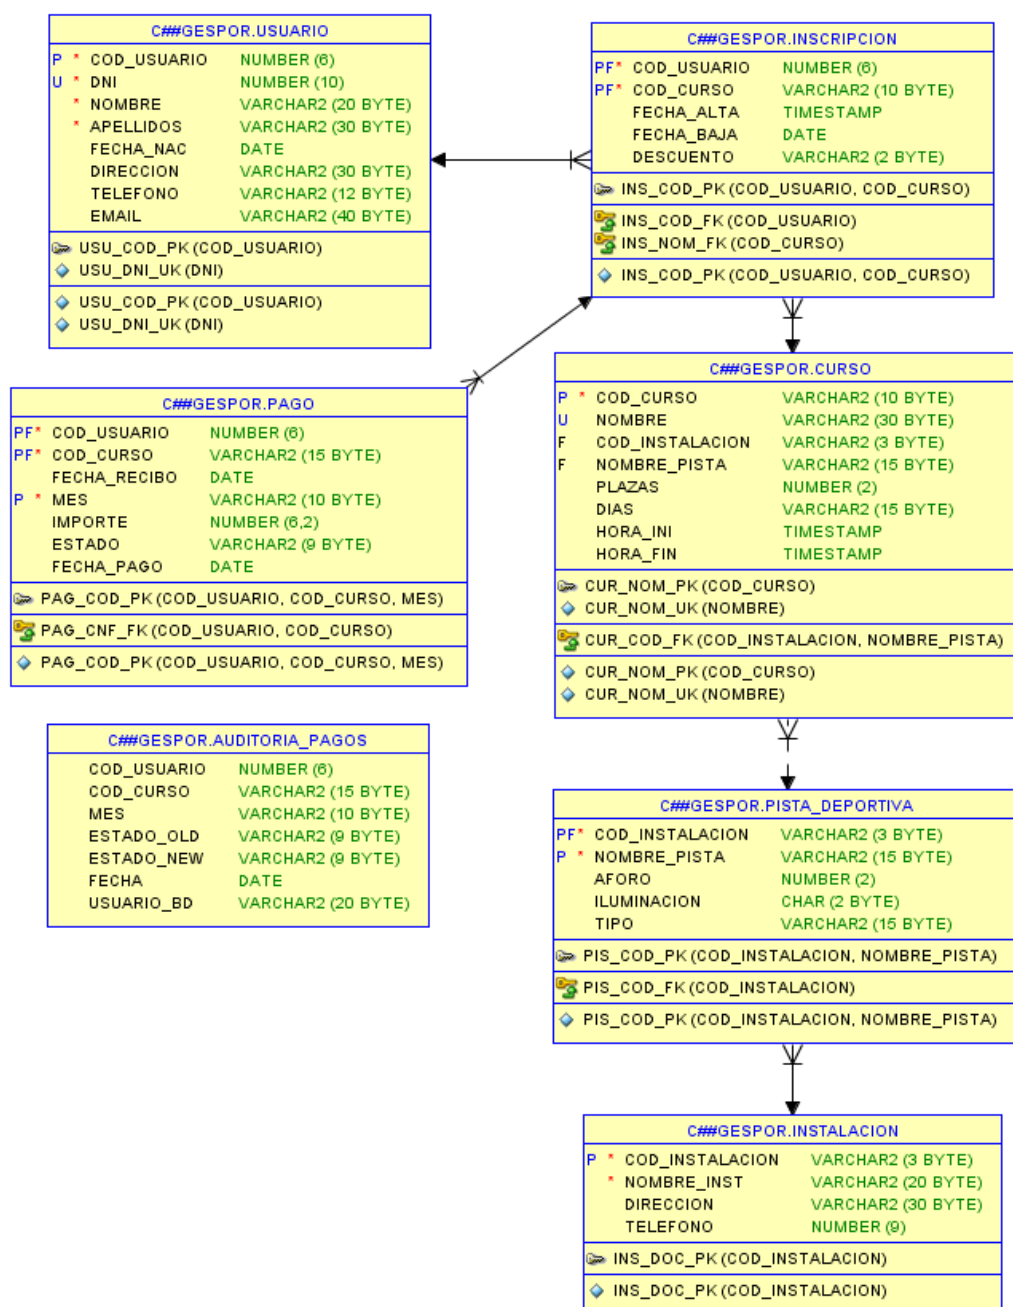 C##GESPOR.USUARIO
P * COD_USUARIO NUMBER (6)
U * DNI NUMBER (10)
* NOMBRE VARCHAR2 (20 BYTE)
* APELLIDOS VARCHAR2 (30 BYTE)
FECHA_NAC DATE
DIRECCION VARCHAR2 (30 BYTE)
TELEFONO VARCHAR2 (12 BYTE)
EMAIL VARCHAR2 (40 BYTE)
USU_COD_PK (COD_USUARIO)
USU_DNI_UK (DNI)
USU_COD_PK (COD_USUARIO)
USU_DNI_UK (DNI)
C##GESPOR.INSCRIPCION
PF* COD_USUARIO NUMBER (6)
PF* COD_CURSO VARCHAR2 (10 BYTE)
FECHA_ALTA TIMESTAMP
FECHA_BAJA DATE
DESCUENTO VARCHAR2 (2 BYTE)
INS_COD_PK (COD_USUARIO, COD_CURSO)
INS_COD_FK (COD_USUARIO)
INS_NOM_FK (COD_CURSO)
INS_COD_PK (COD_USUARIO, COD_CURSO)
C##GESPOR.PAGO
PF* COD_USUARIO NUMBER (6)
PF* COD_CURSO VARCHAR2 (15 BYTE)
FECHA_RECIBO DATE
P * MES VARCHAR2 (10 BYTE)
IMPORTE NUMBER (6,2)
ESTADO VARCHAR2 (9 BYTE)
FECHA_PAGO DATE
PAG_COD_PK (COD_USUARIO, COD_CURSO, MES)
PAG_CNF_FK (COD_USUARIO, COD_CURSO)
PAG_COD_PK (COD_USUARIO, COD_CURSO, MES)
C##GESPOR.CURSO
P * COD_CURSO VARCHAR2 (10 BYTE)
U NOMBRE VARCHAR2 (30 BYTE)
F COD_INSTALACION VARCHAR2 (3 BYTE)
F NOMBRE_PISTA VARCHAR2 (15 BYTE)
PLAZAS NUMBER (2)
DIAS VARCHAR2 (15 BYTE)
HORA_INI TIMESTAMP
HORA_FIN TIMESTAMP
CUR_NOM_PK (COD_CURSO)
CUR_NOM_UK (NOMBRE)
CUR_COD_FK (COD_INSTALACION, NOMBRE_PISTA)
CUR_NOM_PK (COD_CURSO)
CUR_NOM_UK (NOMBRE)
C##GESPOR.AUDITORIA_PAGOS
COD_USUARIO NUMBER (6)
COD_CURSO VARCHAR2 (15 BYTE)
MES VARCHAR2 (10 BYTE)
ESTADO_OLD VARCHAR2 (9 BYTE)
ESTADO_NEW VARCHAR2 (9 BYTE)
FECHA DATE
USUARIO_BD VARCHAR2 (20 BYTE)
C##GESPOR.PISTA_DEPORTIVA
PF* COD_INSTALACION VARCHAR2 (3 BYTE)
P * NOMBRE_PISTA VARCHAR2 (15 BYTE)
AFORO NUMBER (2)
ILUMINACION CHAR (2 BYTE)
TIPO VARCHAR2 (15 BYTE)
PIS_COD_PK (COD_INSTALACION, NOMBRE_PISTA)
PIS_COD_FK (COD_INSTALACION)
PIS_COD_PK (COD_INSTALACION, NOMBRE_PISTA)
C##GESPOR.INSTALACION
P * COD_INSTALACION VARCHAR2 (3 BYTE)
* NOMBRE_INST VARCHAR2 (20 BYTE)
DIRECCION VARCHAR2 (30 BYTE)
TELEFONO NUMBER (9)
INS_DOC_PK (COD_INSTALACION)
INS_DOC_PK (COD_INSTALACION)